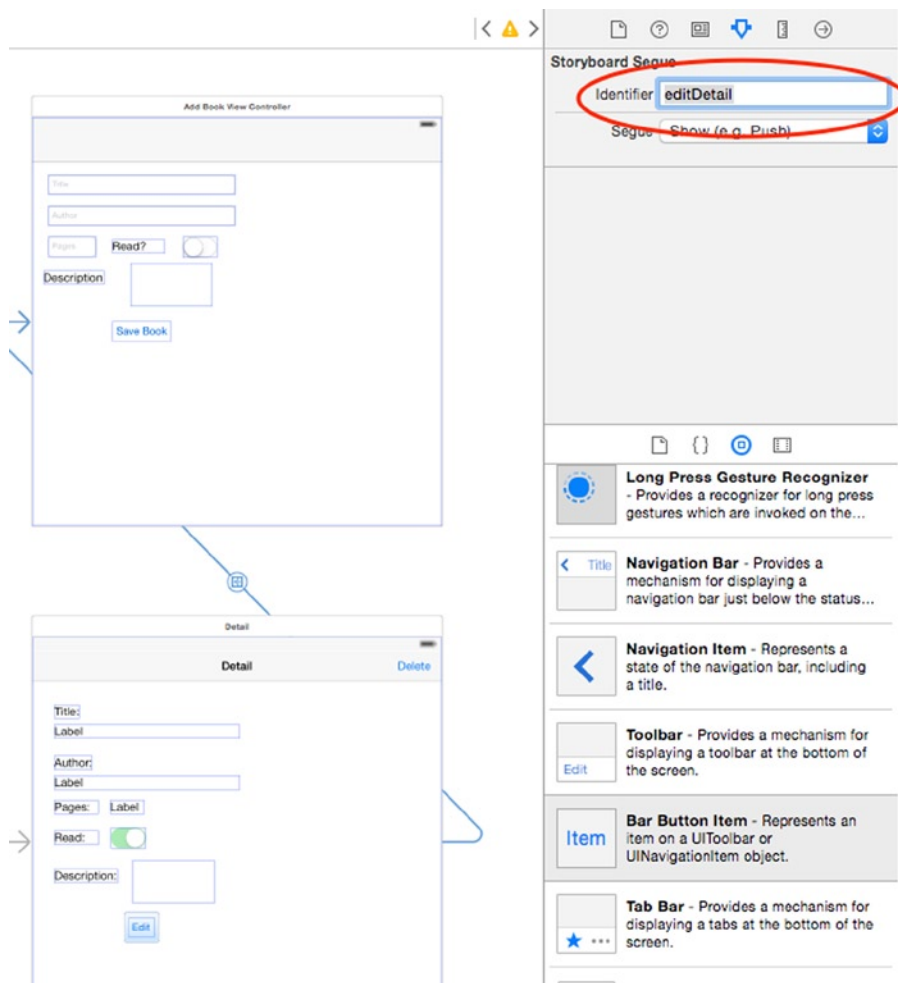 Storyboard Segue
Identifier editDetail
Segue Show (e.g. Push)
Add Book View Controller
Title
Author
Pages Read?
Description
Save Book
Detail
Detail Delete
Title:
Label
Author:
Label
Pages: Label
Read:
Description:
Edit
{}
Long Press Gesture Recognizer
- Provides a recognizer for long press
gestures which are invoked on the...
Title
Navigation Bar - Provides a
mechanism for displaying a
navigation bar just below the status...
Navigation Item - Represents a
state of the navigation bar, including
a title.
Edit
Toolbar - Provides a mechanism for
displaying a toolbar at the bottom of
the screen.
Item
Bar Button Item - Represents an
item on a UIToolbar or
UINavigationItem object.
Tab Bar - Provides a mechanism for
displaying a tabs at the bottom of the
screen.